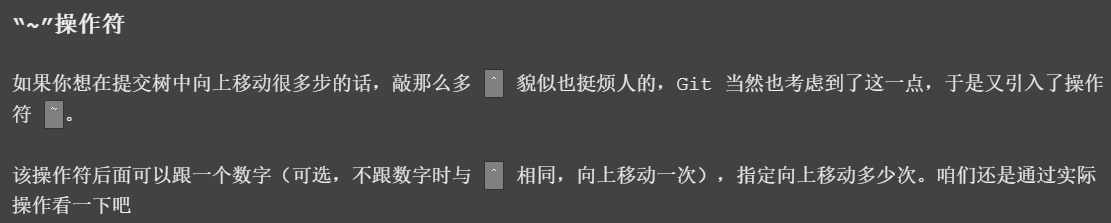 “~”操作符
如果你想在提交树中向上移动很多步的话，敲那么多 ^ 貌似也挺烦人的，Git 当然也考虑到了这一点，于是又引入了操作
符 ~。
该操作符后面可以跟一个数字（可选，不跟数字时与 ^ 相同，向上移动一次），指定向上移动多少次。咱们还是通过实际
操作看一下吧